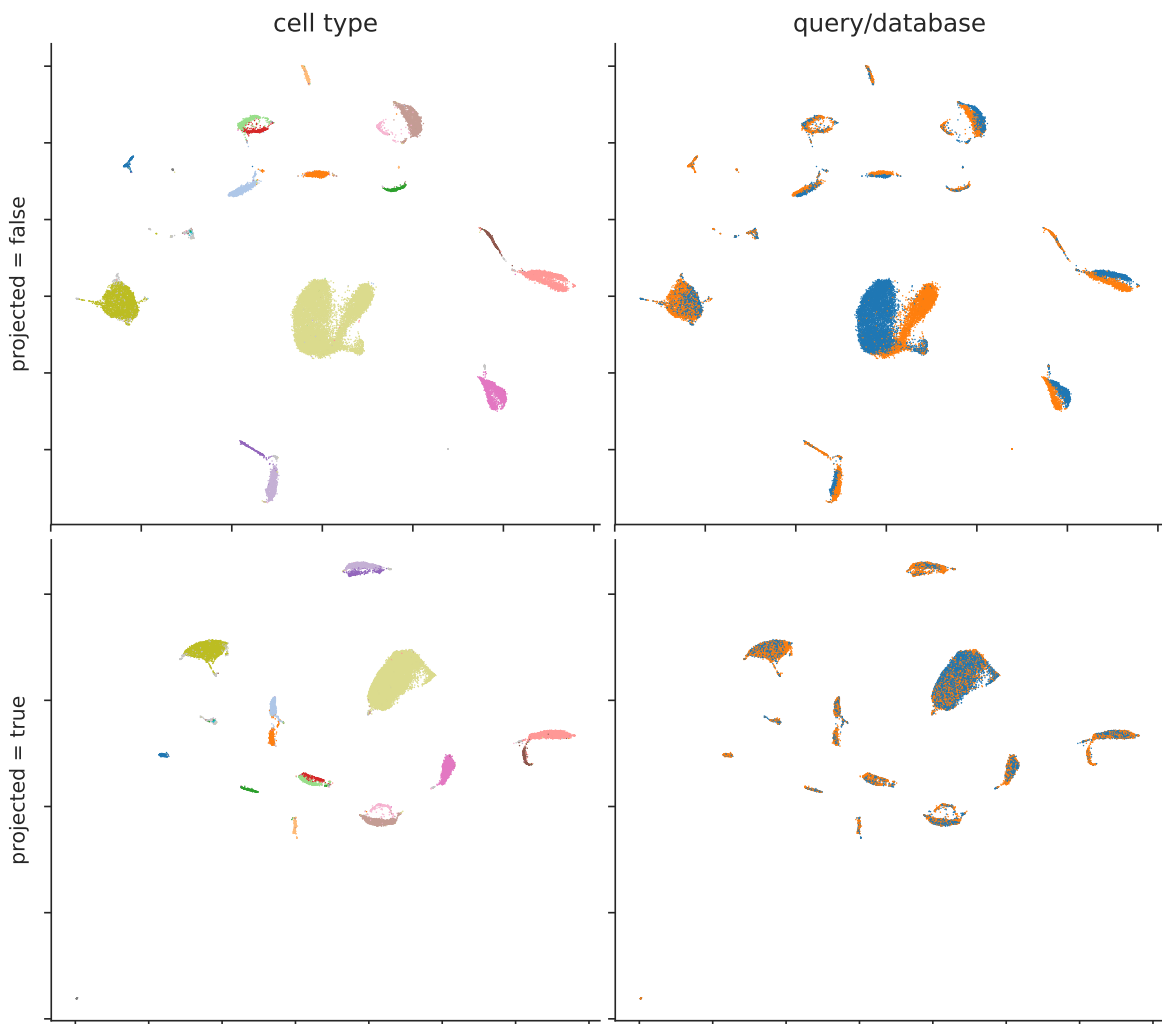 cell type
query/database
projected = false
projected = true